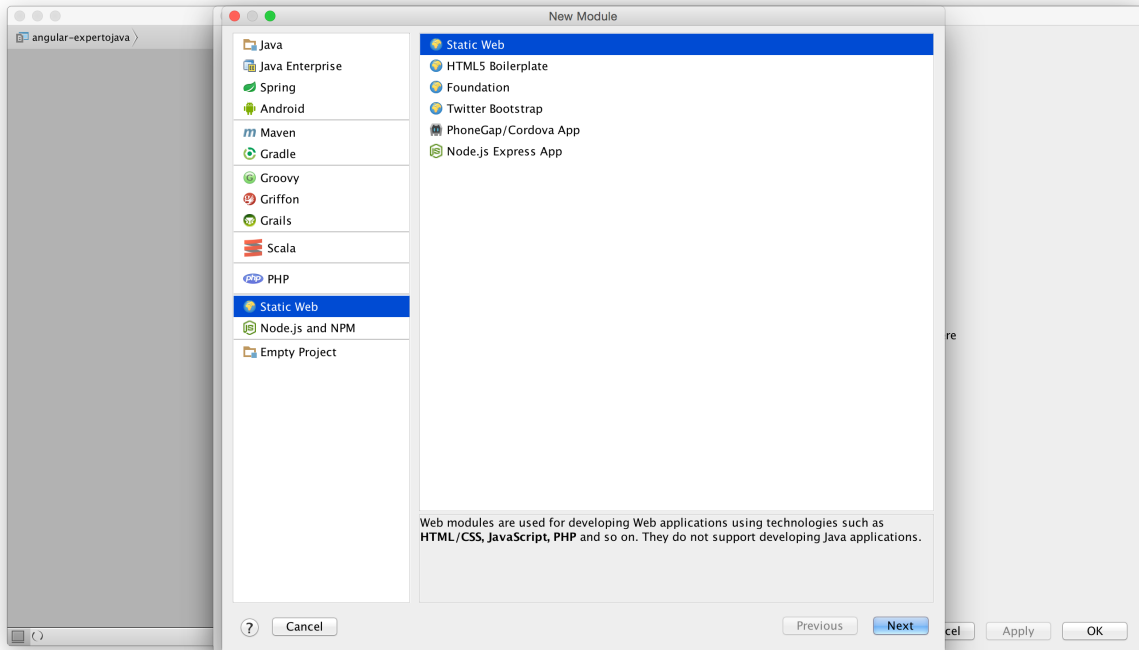 New Module
angular-expertojava
Java
Java Enterprise
Spring
Android
Maven
Gradle
Groovy
Griffon
Grails
Scala
php PHP
Static Web
Node.js and NPM
Empty Project
Static Web
HTML5 Boilerplate
Foundation
Twitter Bootstrap
PhoneGap/Cordova App
Node.js Express App
re
Web modules are used for developing Web applications using technologies such as
HTML/CSS, JavaScript, PHP and so on. They do not support developing Java applications.
? Cancel Previous Next
cel Apply OK